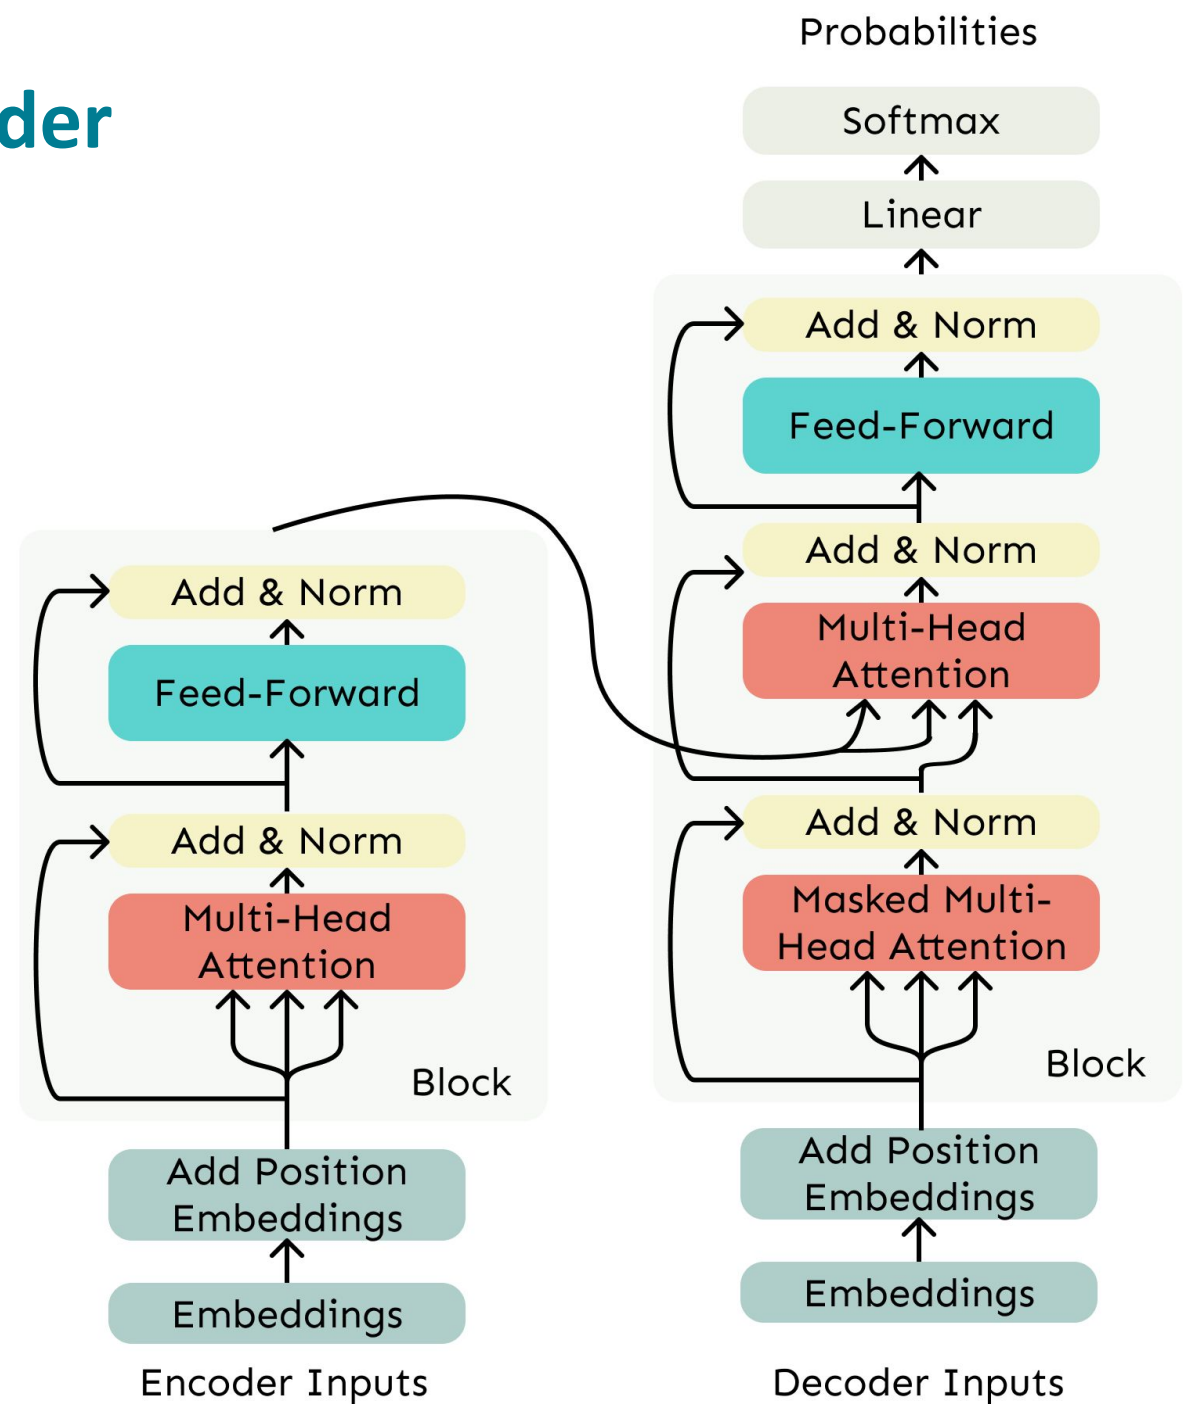 der
Probabilities
Softmax
Linear
Add & Norm
Feed-Forward
Add & Norm
Multi-Head
Attention
Add & Norm
Masked Multi-
Head Attention
Block
Add Position
Embeddings
Embeddings
Decoder Inputs
Add & Norm
Feed-Forward
Add & Norm
Multi-Head
Attention
Block
Add Position
Embeddings
Embeddings
Encoder Inputs